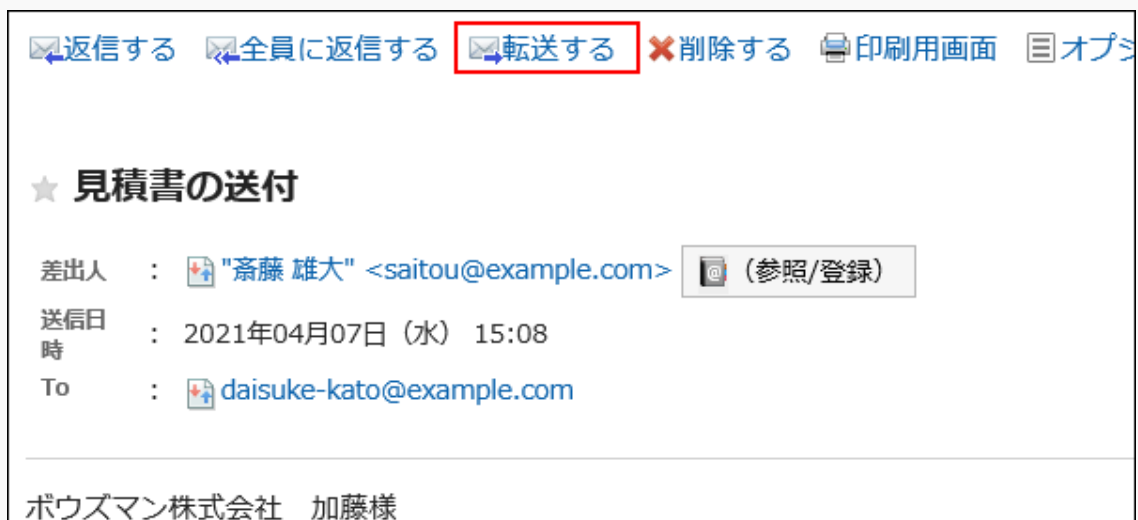 返信する 全員に返信する 転送する 削除する 印刷用画面 オプシ
見積書の送付
差出人 : "斎藤 雄大" <saitou@example.com> (参照/登録)
送信日時 : 2021年04月07日（水） 15:08
To : daisuke-kato@example.com
ボウズマン株式会社　加藤様